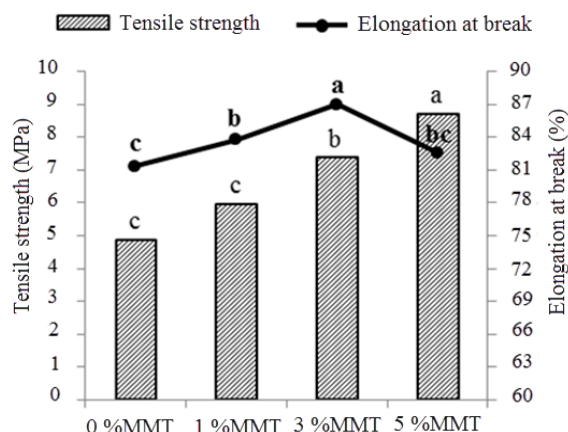 Tensile strength
Elongation at break
Tensile strength (MPa)
10
9
8
7
6
5
4
3
2
1
0
c
c
b
a
c
b
a
bc
90
87
84
81
78
75
72
69
66
63
60
Elongation at break (%)
0 %MMT 1 %MMT 3 %MMT 5 %MMT